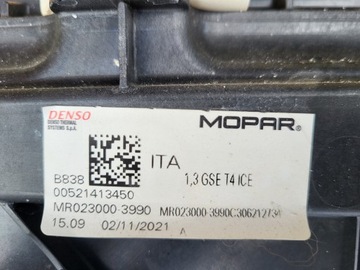 DENSO
DENSO THERMAL
SYSTEMS S.p.A.
MOPAR®
ITA
1,3 GSE T4 ICE
B838
00521413450
MR023000-3990 MR023000-3990C306212734
15.09 02/11/2021 A